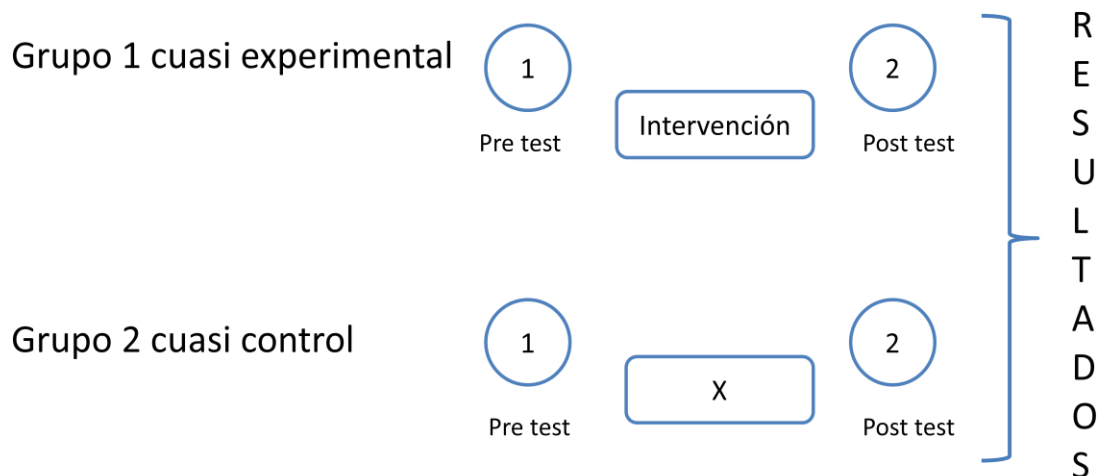 Grupo 1 cuasi experimental
1
Pre test
Intervención
2
Post test
Grupo 2 cuasi control
1
Pre test
X
2
Post test
R
E
S
U
L
T
A
D
O
S